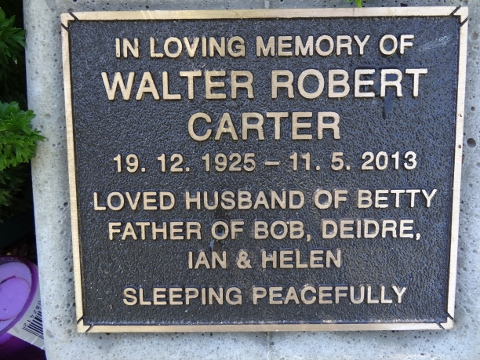 IN LOVING MEMORY OF
WALTER ROBERT
CARTER
19. 12. 1925 – 11. 5. 2013
LOVED HUSBAND OF BETTY
FATHER OF BOB, DEIDRE,
IAN & HELEN
SLEEPING PEACEFULLY